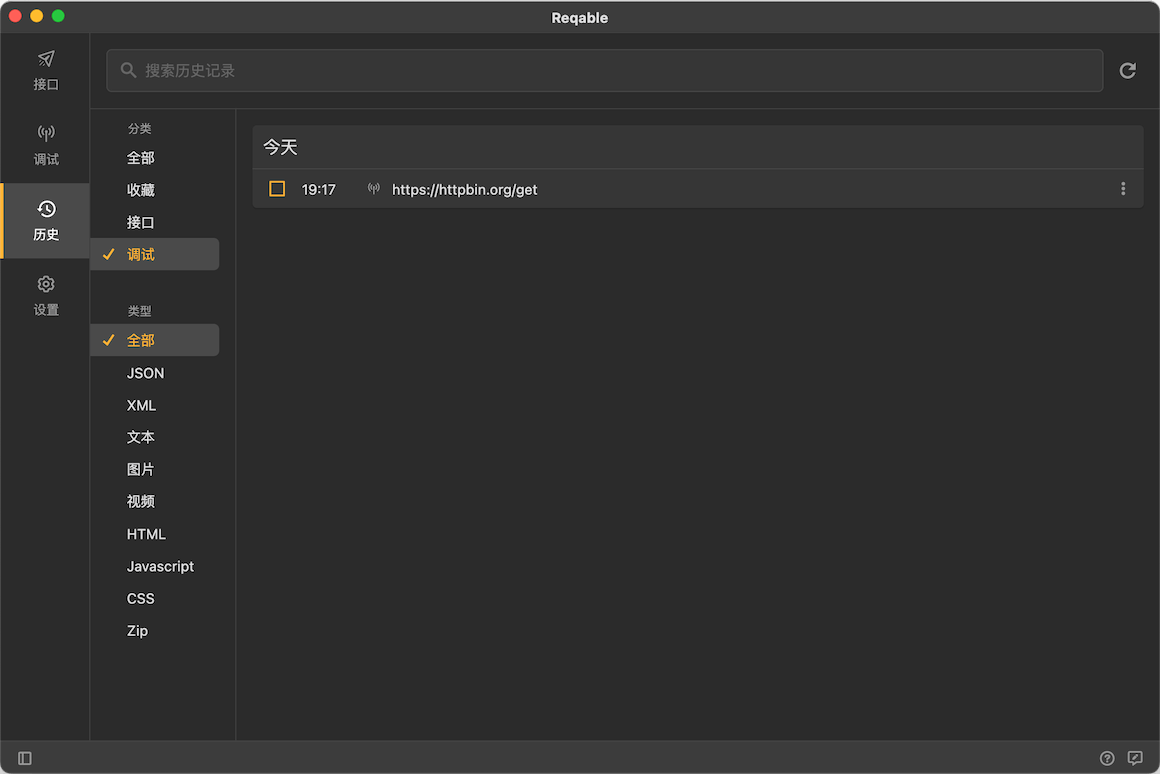 Reqable
接口
调试
历史
设置
搜索历史记录
分类
全部
收藏
接口
调试
类型
全部
JSON
XML
文本
图片
视频
HTML
Javascript
CSS
Zip
今天
19:17 https://httpbin.org/get